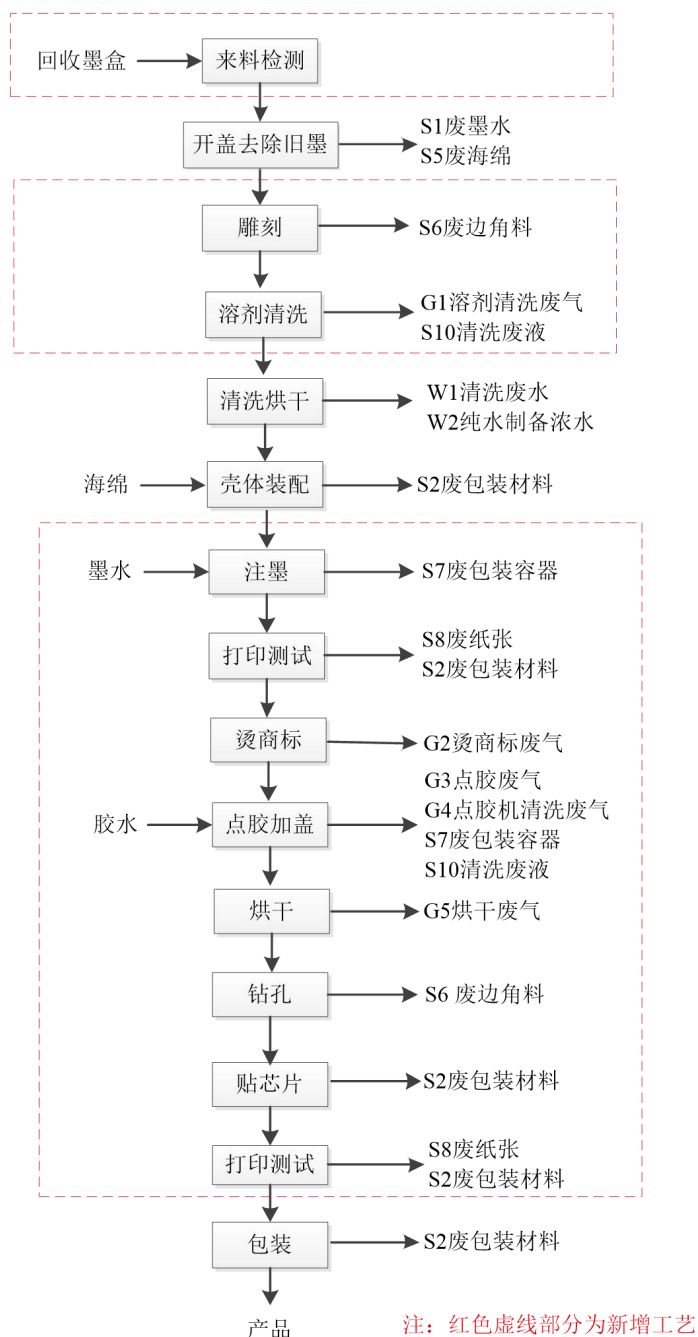 回收墨盒
来料检测
开盖去除旧墨
S1废墨水
S5废海绵
雕刻
S6废边角料
溶剂清洗
G1溶剂清洗废气
S10清洗废液
清洗烘干
W1清洗废水
W2纯水制备浓水
海绵
壳体装配
S2废包装材料
墨水
注墨
S7废包装容器
打印测试
S8废纸张
S2废包装材料
烫商标
G2烫商标废气
胶水
点胶加盖
G3点胶废气
G4点胶机清洗废气
S7废包装容器
S10清洗废液
烘干
G5烘干废气
钻孔
S6 废边角料
贴芯片
S2废包装材料
打印测试
S8废纸张
S2废包装材料
包装
S2废包装材料
产品
注：红色虚线部分为新增工艺